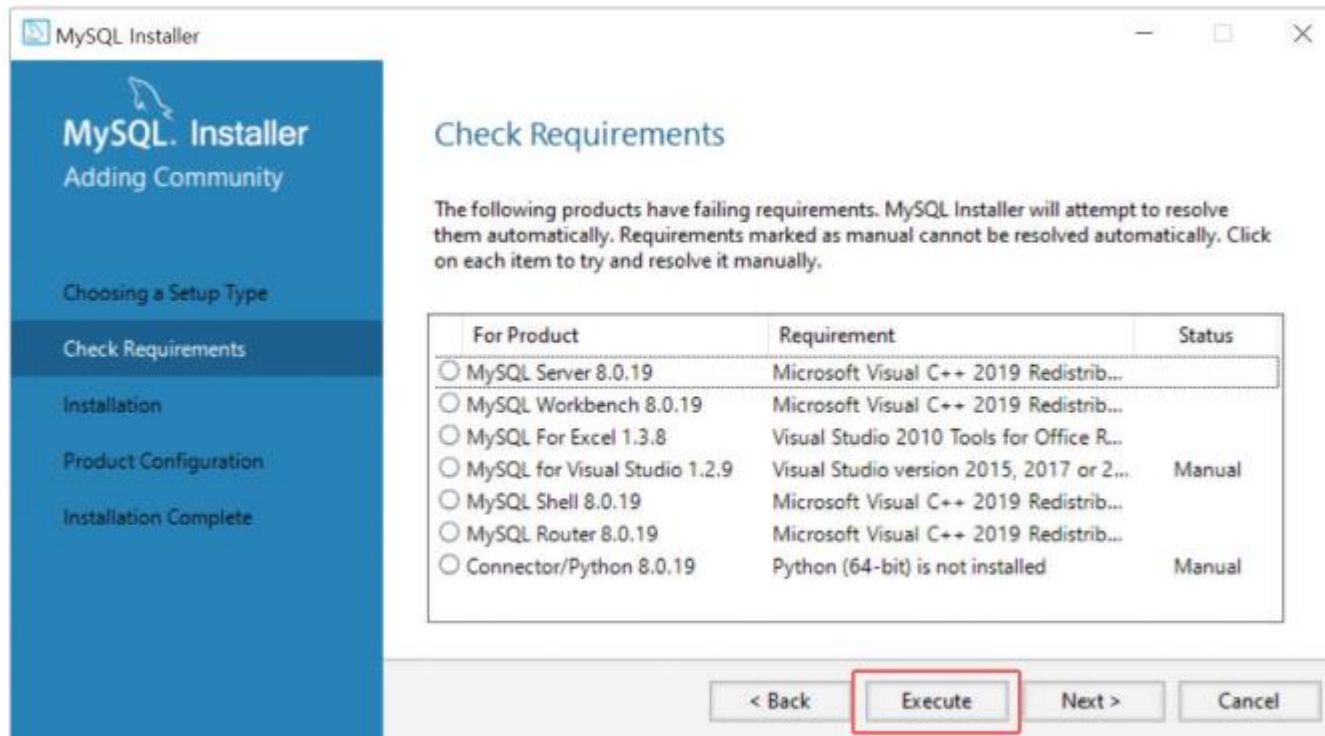 MySQL Installer
MySQL. Installer
Adding Community
Choosing a Setup Type
Check Requirements
Installation
Product Configuration
Installation Complete
Check Requirements
The following products have failing requirements. MySQL Installer will attempt to resolve
them automatically. Requirements marked as manual cannot be resolved automatically. Click
on each item to try and resolve it manually.
For Product Requirement Status
MySQL Server 8.0.19 Microsoft Visual C++ 2019 Redistrib...
MySQL Workbench 8.0.19 Microsoft Visual C++ 2019 Redistrib...
MySQL For Excel 1.3.8 Visual Studio 2010 Tools for Office R...
MySQL for Visual Studio 1.2.9 Visual Studio version 2015, 2017 or 2... Manual
MySQL Shell 8.0.19 Microsoft Visual C++ 2019 Redistrib...
MySQL Router 8.0.19 Microsoft Visual C++ 2019 Redistrib...
Connector/Python 8.0.19 Python (64-bit) is not installed Manual
< Back Execute Next > Cancel